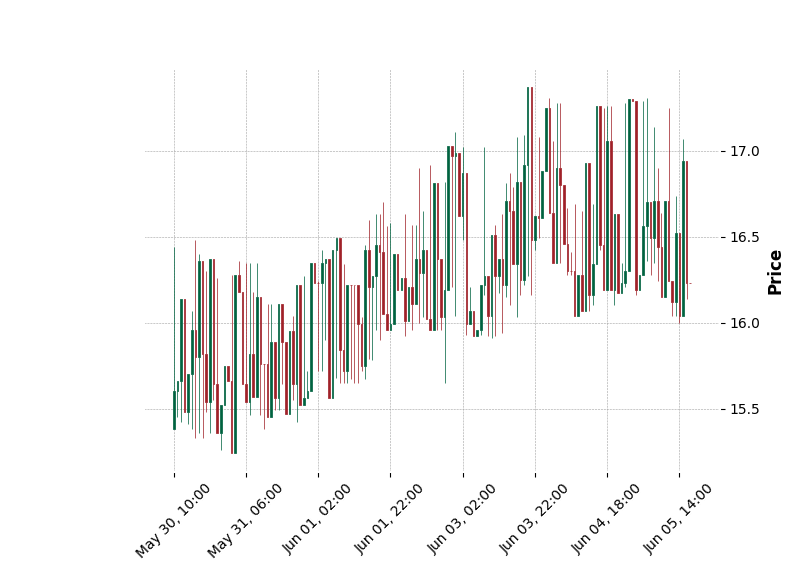 17.0
16.5
16.0
15.5
Price
May 30, 10:00
May 31, 06:00
Jun 01, 02:00
Jun 01, 22:00
Jun 03, 02:00
Jun 03, 22:00
Jun 04, 18:00
Jun 05, 14:00